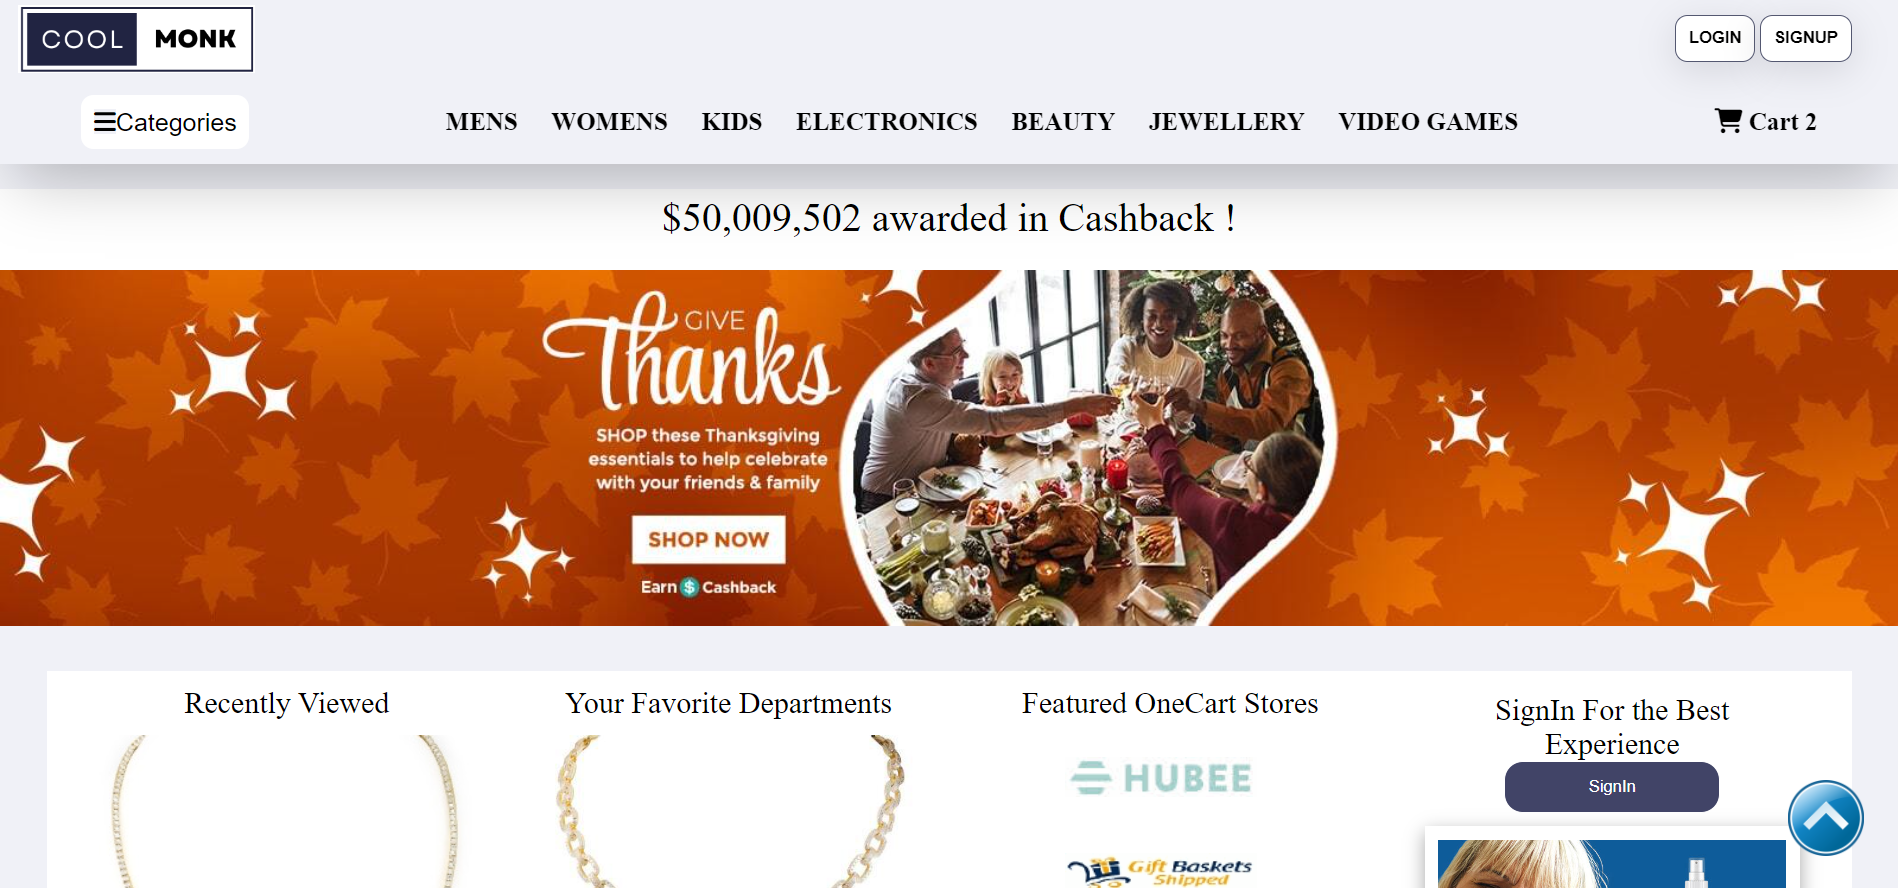 COOL MONK
LOGIN
SIGNUP
Categories
MENS
WOMENS
KIDS
ELECTRONICS
BEAUTY
JEWELLERY
VIDEO GAMES
Cart 2
$50,009,502 awarded in Cashback !
GIVE
Thanks
SHOP these Thanksgiving
essentials to help celebrate
with your friends & family
SHOP NOW
Earn $ Cashback
Recently Viewed
Your Favorite Departments
Featured OneCart Stores
HUBEE
Gift Baskets
Shipped
SignIn For the Best
Experience
SignIn